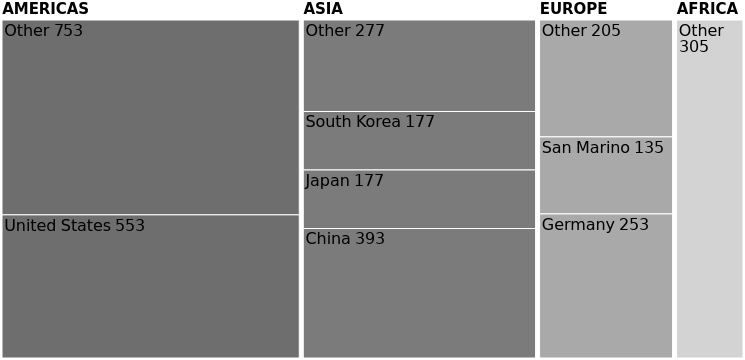 AMERICAS
Other 753
United States 553
ASIA
Other 277
South Korea 177
Japan 177
China 393
EUROPE
Other 205
San Marino 135
Germany 253
AFRICA
Other
305